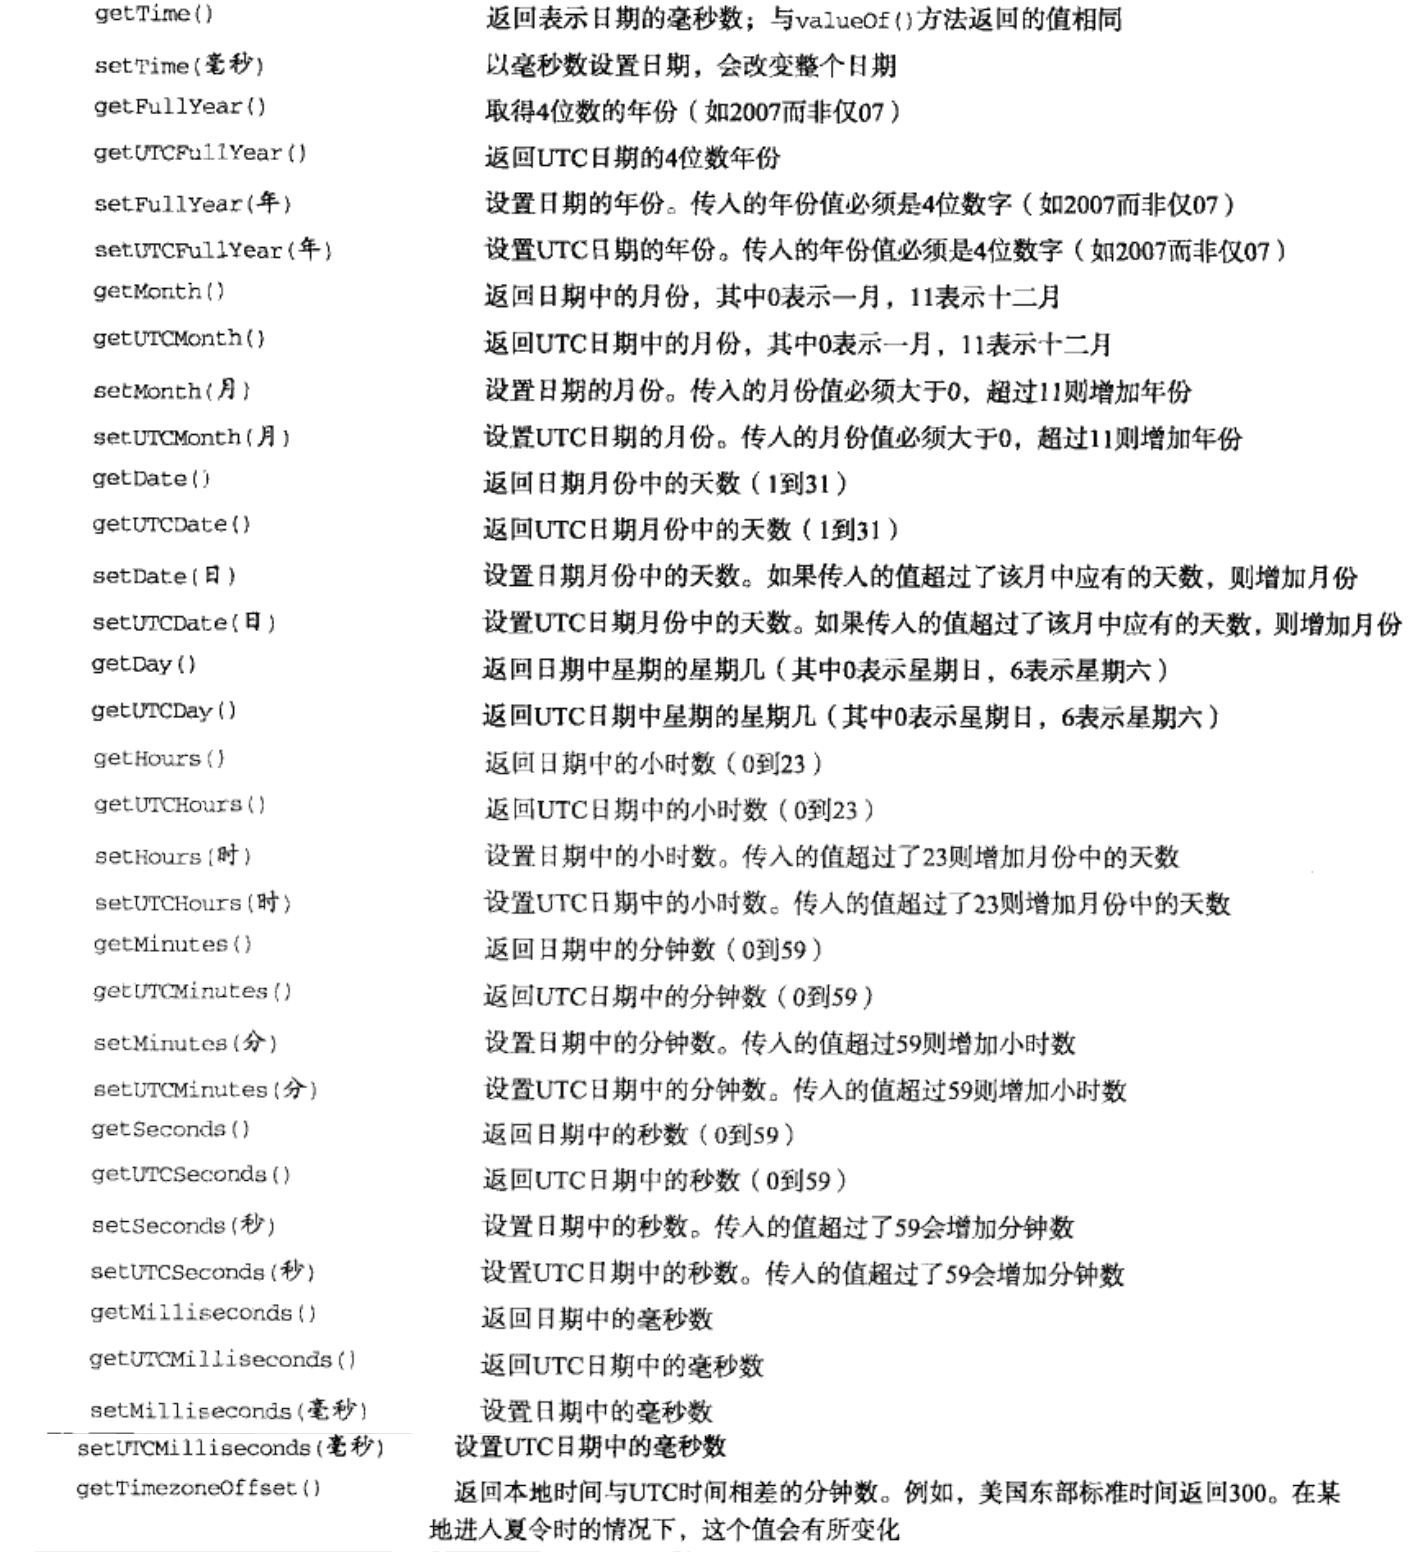 getTime() 返回表示日期的毫秒数；与valueOf()方法返回的值相同
setTime(毫秒) 以毫秒数设置日期，会改变整个日期
getFullYear() 取得4位数的年份（如2007而非仅07）
getUTCFullYear() 返回UTC日期的4位数年份
setFullYear(年) 设置日期的年份。传入的年份值必须是4位数字（如2007而非仅07）
setUTCFullYear(年) 设置UTC日期的年份。传入的年份值必须是4位数字（如2007而非仅07）
getMonth() 返回日期中的月份，其中0表示一月，11表示十二月
getUTCMonth() 返回UTC日期中的月份，其中0表示一月，11表示十二月
setMonth(月) 设置日期的月份。传入的月份值必须大于0，超过11则增加年份
setUTCMonth(月) 设置UTC日期的月份。传入的月份值必须大于0，超过11则增加年份
getDate() 返回日期月份中的天数（1到31）
getUTCDate() 返回UTC日期月份中的天数（1到31）
setDate(日) 设置日期月份中的天数。如果传入的值超过了该月中应有的天数，则增加月份
setUTCDate(日) 设置UTC日期月份中的天数。如果传入的值超过了该月中应有的天数，则增加月份
getDay() 返回日期中星期的星期几（其中0表示星期日，6表示星期六）
getUTCDay() 返回UTC日期中星期的星期几（其中0表示星期日，6表示星期六）
getHours() 返回日期中的小时数（0到23）
getUTCHours() 返回UTC日期中的小时数（0到23）
setHours(时) 设置日期中的小时数。传入的值超过了23则增加月份中的天数
setUTCHours(时) 设置UTC日期中的小时数。传入的值超过了23则增加月份中的天数
getMinutes() 返回日期中的分钟数（0到59）
getUTCMinutes() 返回UTC日期中的分钟数（0到59）
setMinutes(分) 设置日期中的分钟数。传入的值超过59则增加小时数
setUTCMinutes(分) 设置UTC日期中的分钟数。传入的值超过59则增加小时数
getSeconds() 返回日期中的秒数（0到59）
getUTCSeconds() 返回UTC日期中的秒数（0到59）
setSeconds(秒) 设置日期中的秒数。传入的值超过了59会增加分钟数
setUTCSeconds(秒) 设置UTC日期中的秒数。传入的值超过了59会增加分钟数
getMilliseconds() 返回日期中的毫秒数
getUTCMilliseconds() 返回UTC日期中的毫秒数
setMilliseconds(毫秒) 设置日期中的毫秒数
setUTCMilliseconds(毫秒) 设置UTC日期中的毫秒数
getTimezoneOffset() 返回本地时间与UTC时间相差的分钟数。例如，美国东部标准时间返回300。在某
地进入夏令时的情况下，这个值会有所变化